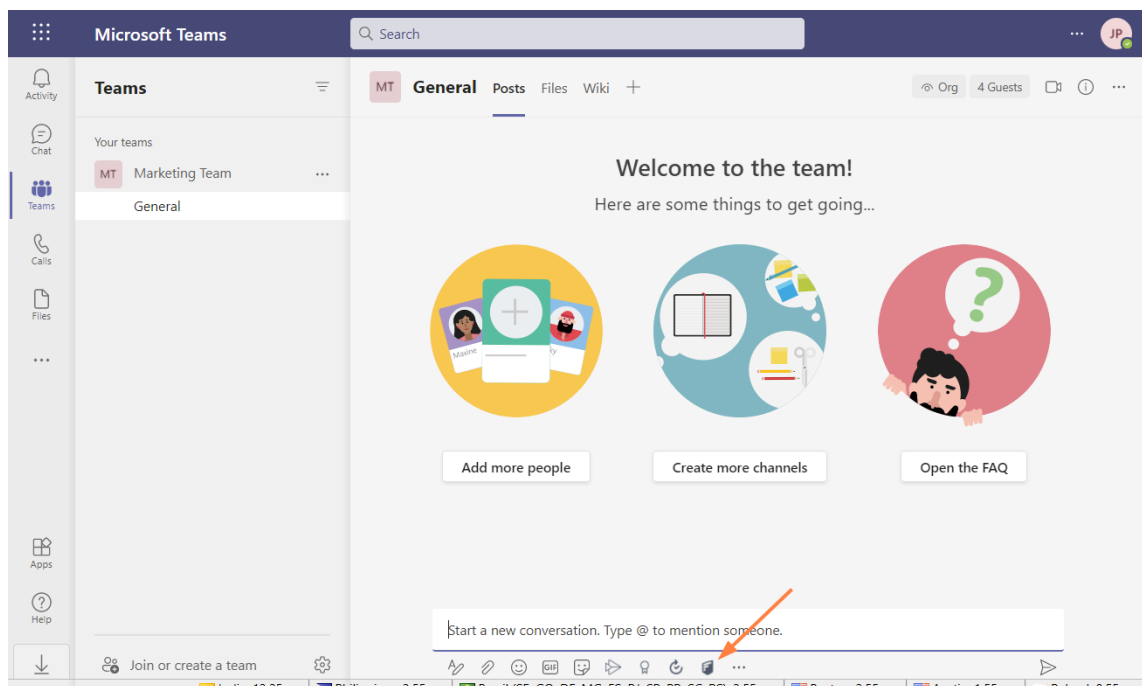 Microsoft Teams
Search
JP
Activity
Chat
Teams
Calls
Files
Apps
Help
Teams
Your teams
MT Marketing Team
General
Join or create a team
MT General Posts Files Wiki
Org 4 Guests
Welcome to the team!
Here are some things to get going...
Maxine
Add more people Create more channels Open the FAQ
Start a new conversation. Type @ to mention someone.
GIF